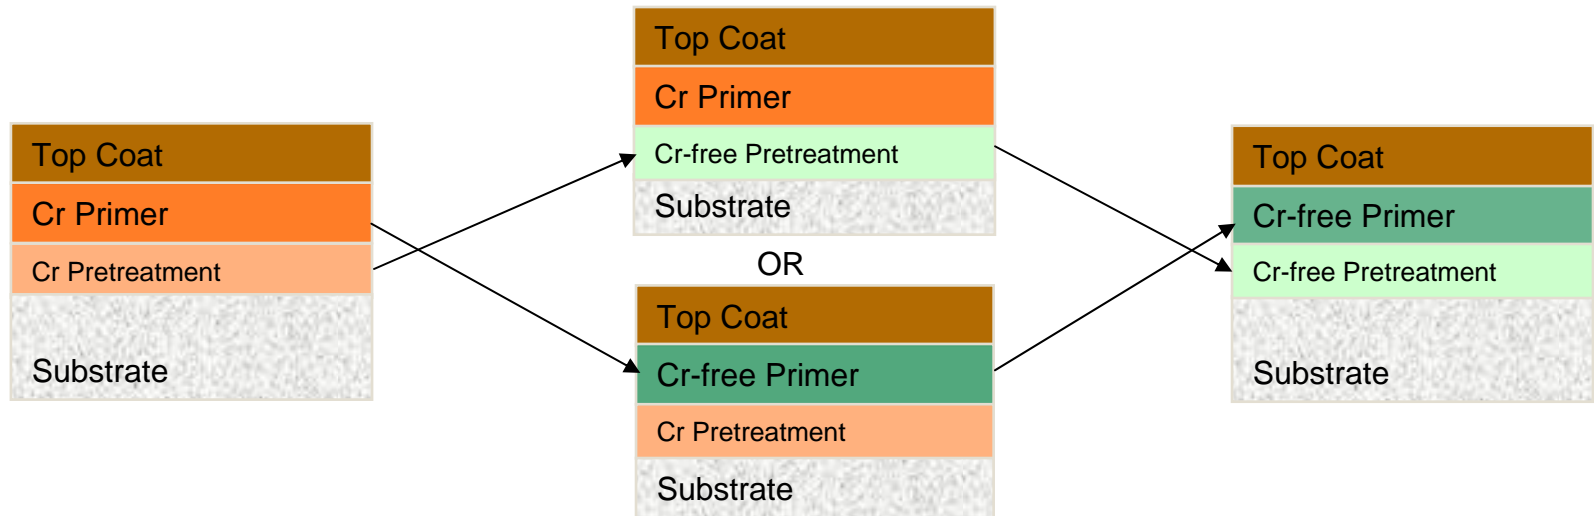 Top Coat
Cr Primer
Cr Pretreatment
Substrate
Top Coat
Cr Primer
Cr-free Pretreatment
Substrate
OR
Top Coat
Cr-free Primer
Cr Pretreatment
Substrate
Top Coat
Cr-free Primer
Cr-free Pretreatment
Substrate